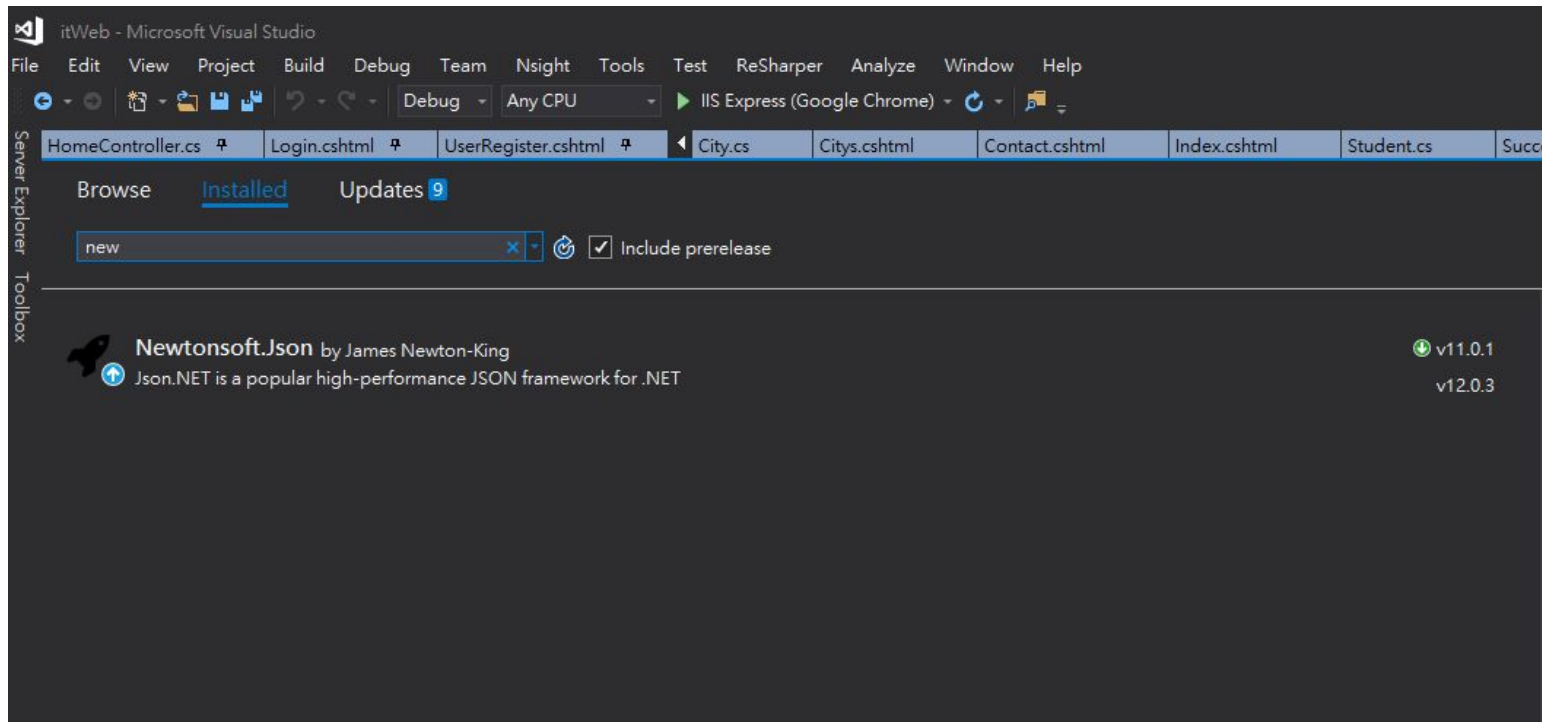 itWeb - Microsoft Visual Studio
File Edit View Project Build Debug Team Nsight Tools Test ReSharper Analyze Window Help
Debug Any CPU IIS Express (Google Chrome)
Server Explorer
Toolbox
HomeController.cs Login.cshtml UserRegister.cshtml City.cs Citys.cshtml Contact.cshtml Index.cshtml Student.cs Succ
Browse Installed Updates 9
new Include prerelease
Newtonsoft.Json by James Newton-King v11.0.1
Json.NET is a popular high-performance JSON framework for .NET v12.0.3